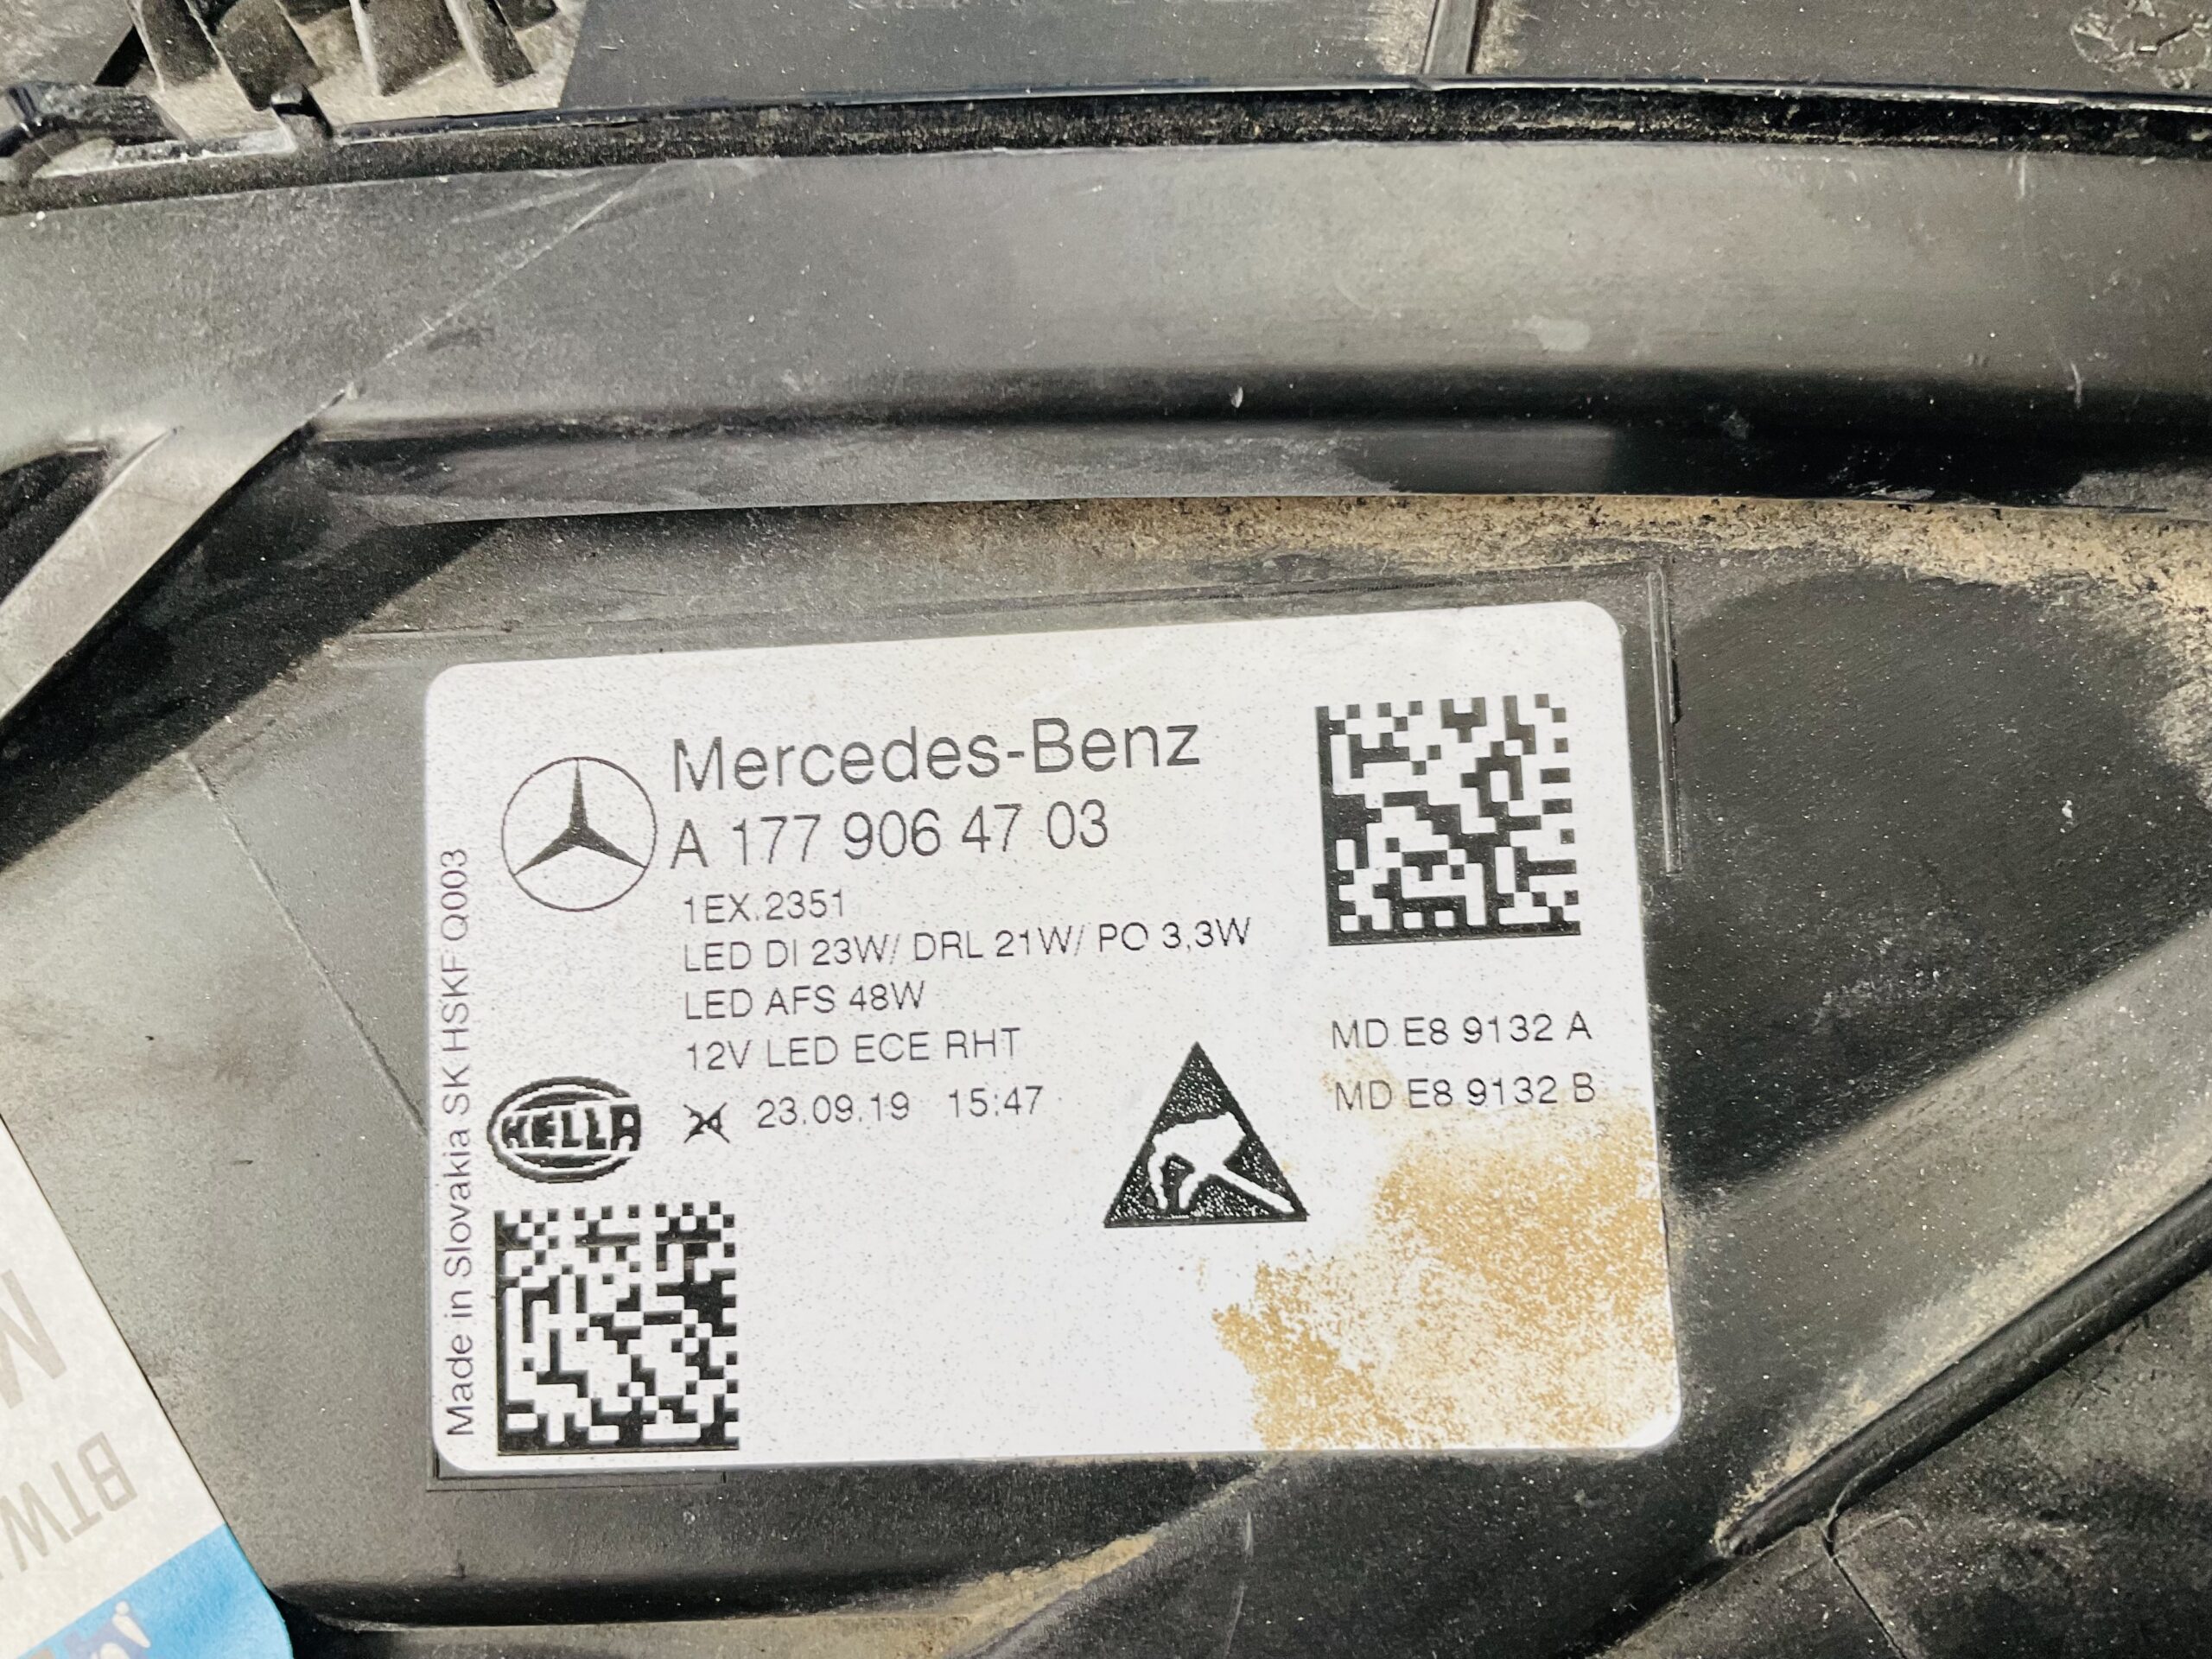 Mercedes-Benz
A 177 906 47 03
1EX.2351
LED DI 23W/ DRL 21W/ PO 3,3W
LED AFS 48W
12V LED ECE RHT
24 23.09.19 15:47
HELLA
MD E8 9132 A
MD E8 9132 B
Made in Slovakia SK HSKF Q003
M
BTW